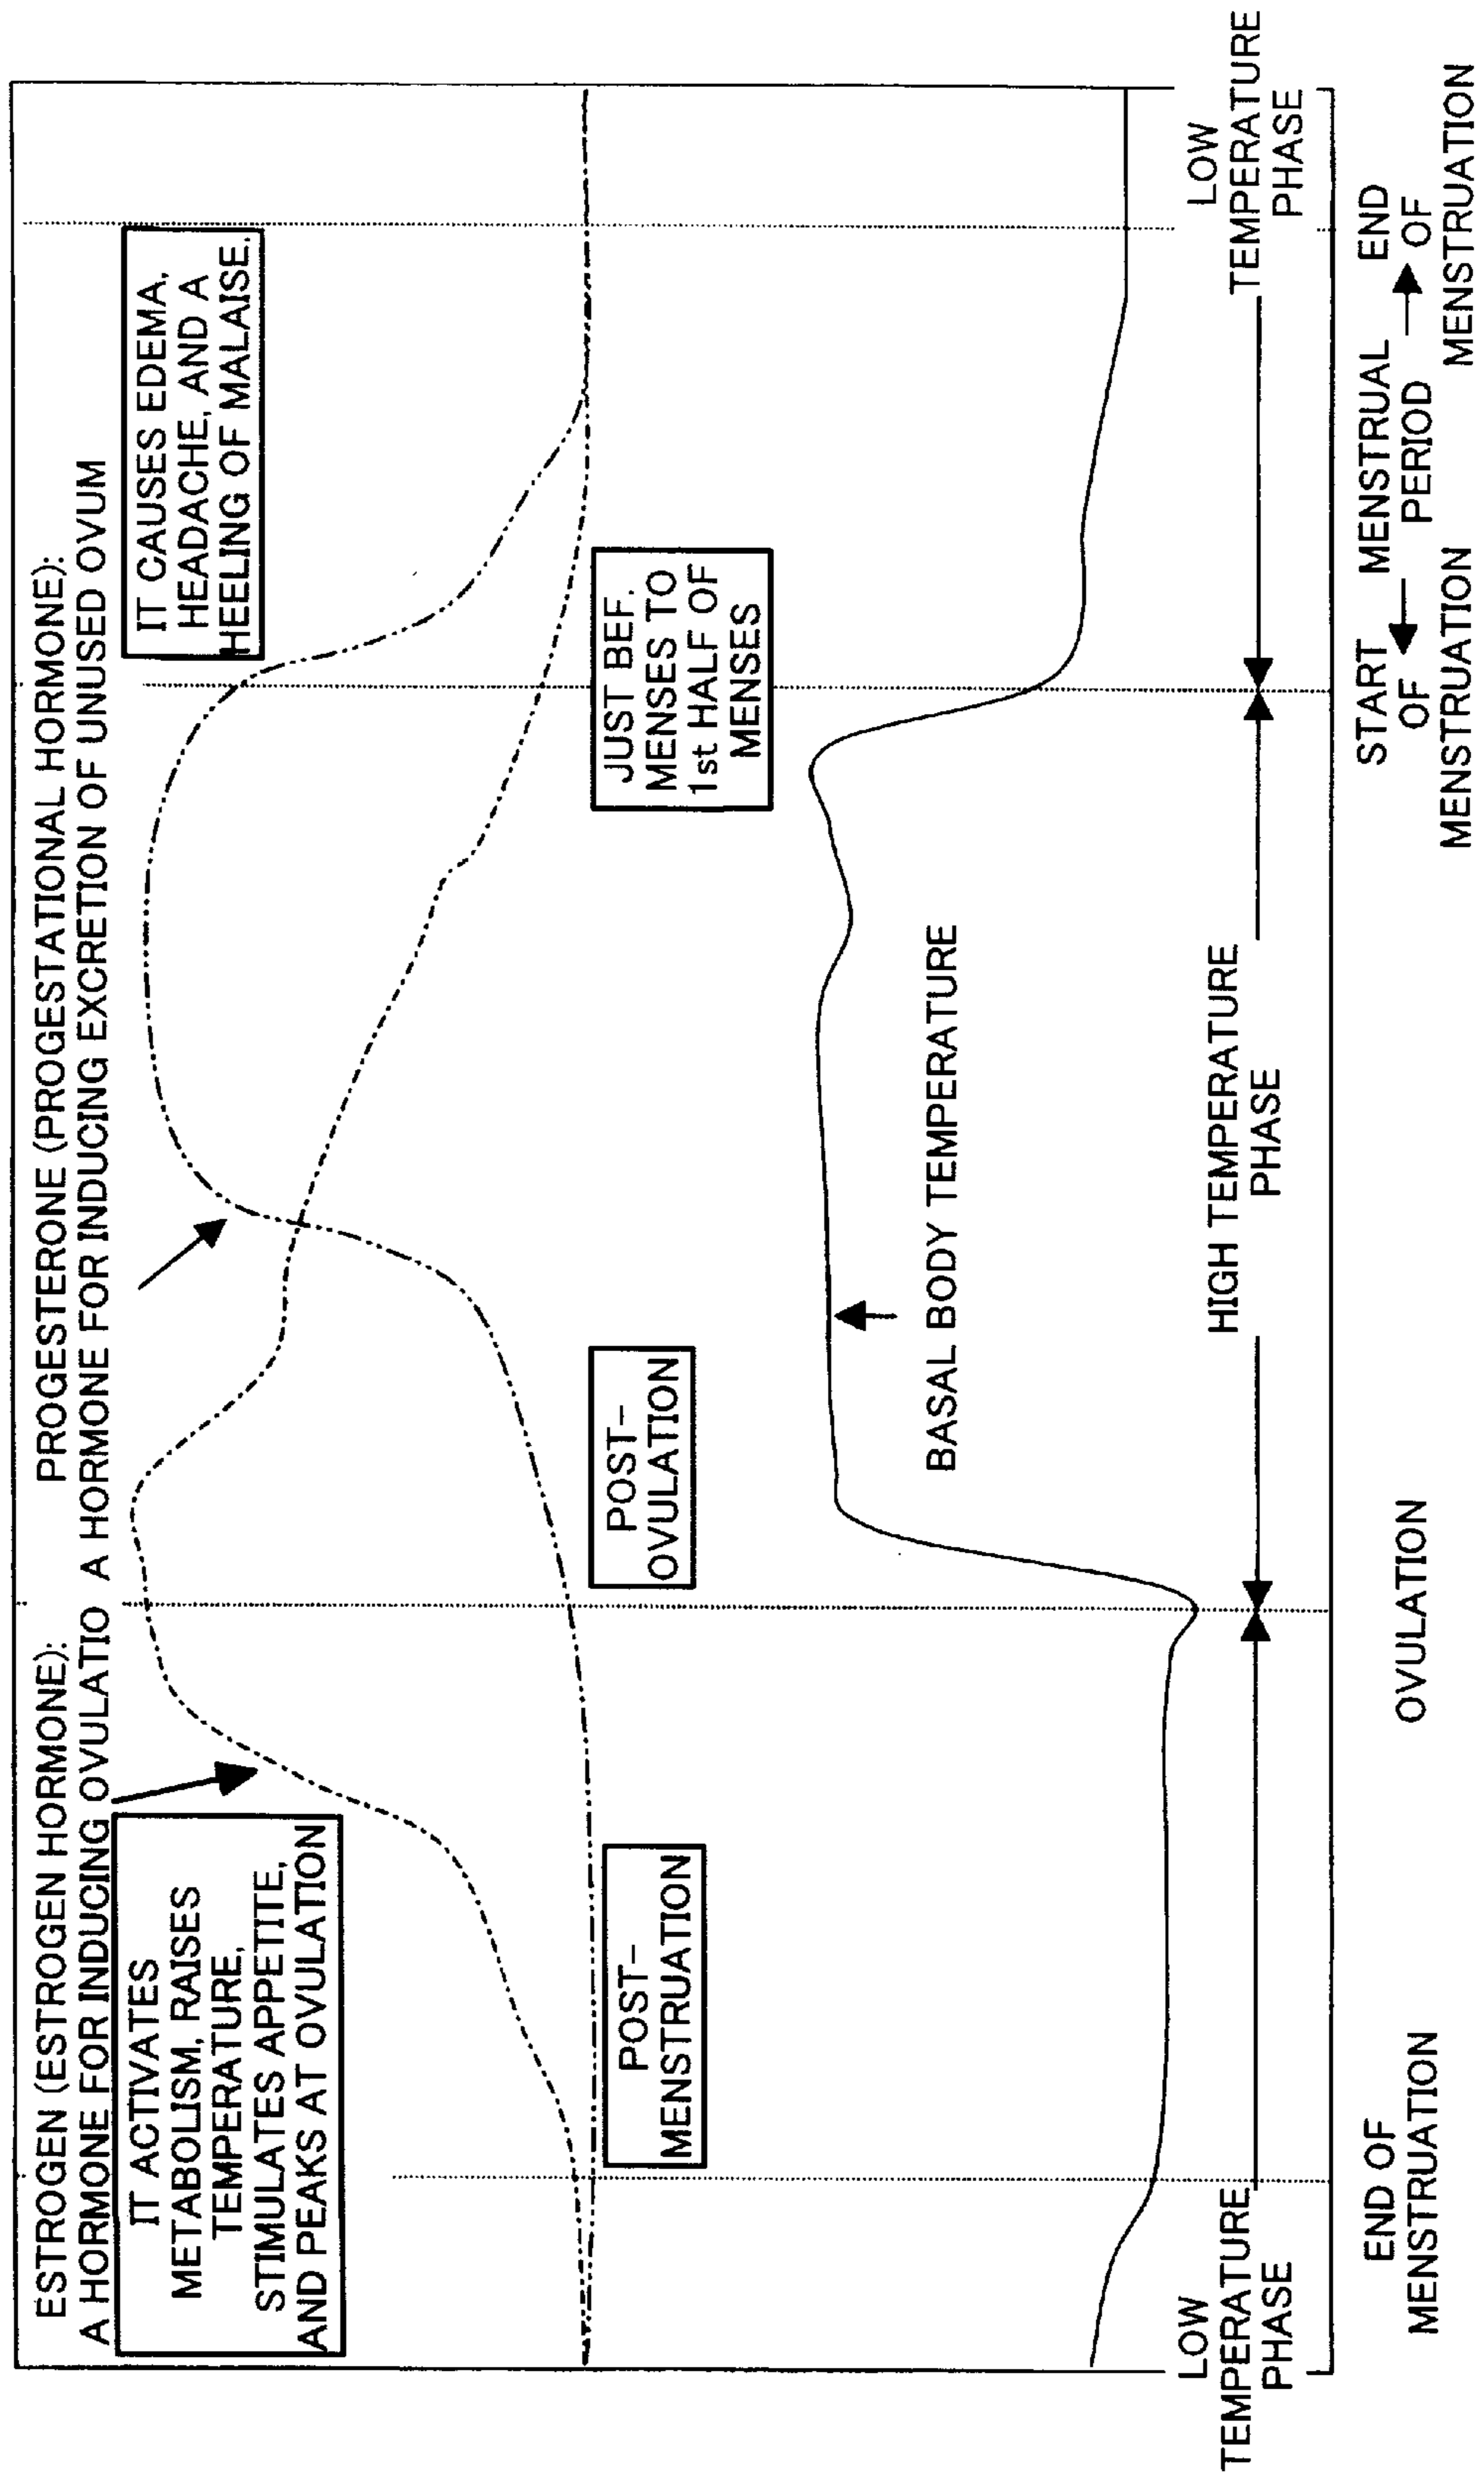 ESTROGEN (ESTROGEN HORMONE):
A HORMONE FOR INDUCING OVULATIO
PROGESTERONE (PROGESTIONAL HORMONE):
A HORMONE FOR INDUCING EXCRETION OF UNUSED OVUM
IT ACTIVATES
METABOLISM, RAISES
TEMPERATURE,
STIMULATES APPETITE,
AND PEAKS AT OVULATION
IT CAUSES EDEMA,
HEADACHE, AND A
HEELING OF MALAISE.
POST-
MENSTRUATION
POST-
OVULATION
JUST BEF.
MENSES TO
1st HALF OF
MENSES
BASAL BODY TEMPERATURE
LOW
TEMPERATURE
PHASE
HIGH TEMPERATURE
PHASE
LOW
TEMPERATURE
PHASE
END OF
MENSTRUATION
OVULATION
START
OF
MENSTRUATION
MENSTRUAL
PERIOD
END
OF
MENSTRUATION